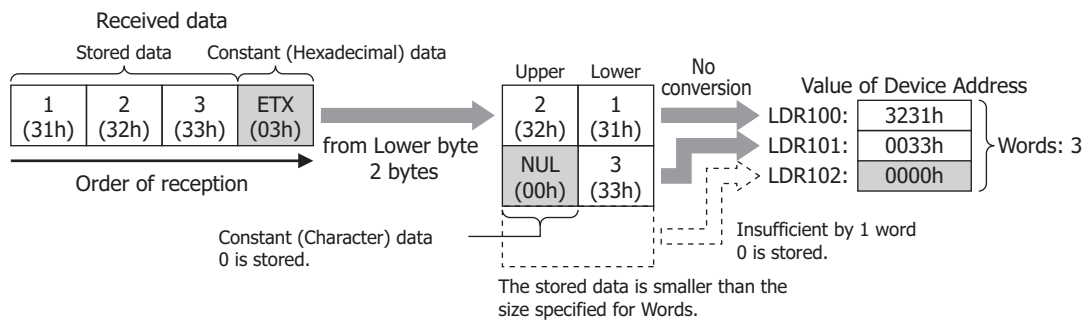 Received data
Stored data
Constant (Hexadecimal) data
1
(31h)
2
(32h)
3
(33h)
ETX
(03h)
Order of reception
from Lower byte
2 bytes
Upper
Lower
2
(32h)
1
(31h)
NUL
(00h)
3
(33h)
No
conversion
Value of Device Address
LDR100:
3231h
LDR101:
0033h
LDR102:
0000h
Words: 3
Constant (Character) data
0 is stored.
Insufficient by 1 word
0 is stored.
The stored data is smaller than the
size specified for Words.